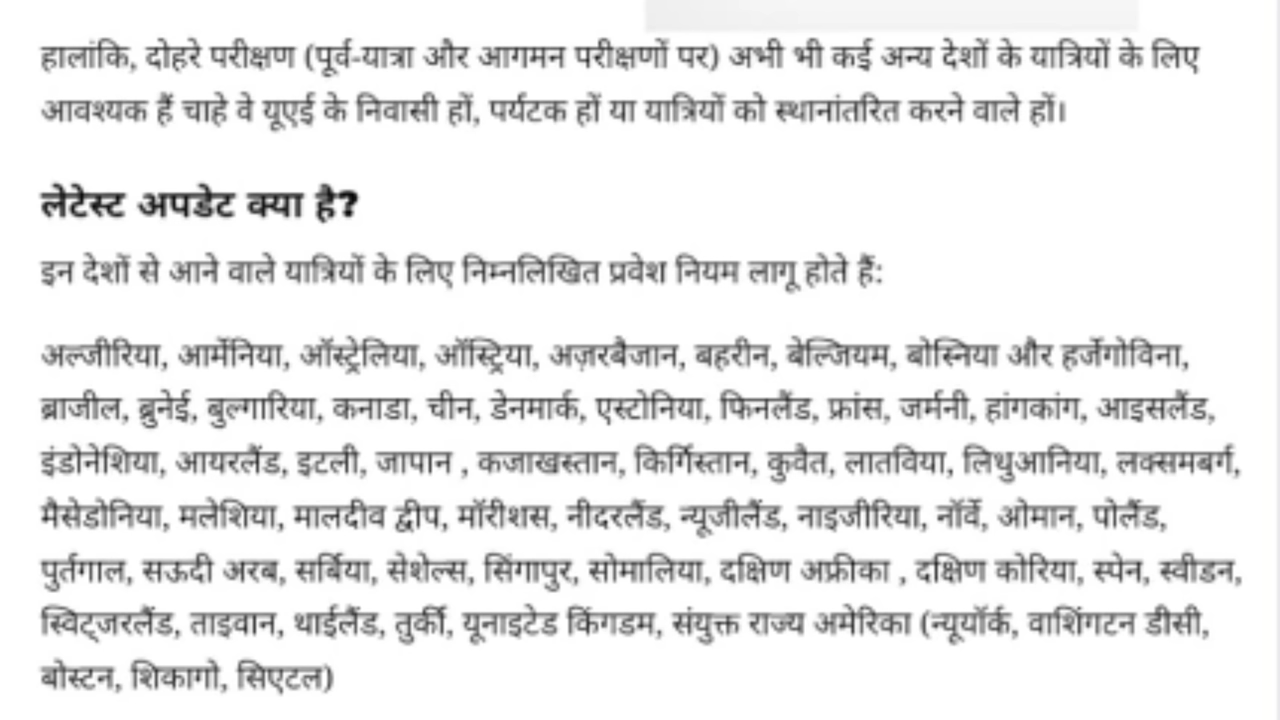 हालांकि, दोहरे परीक्षण (पूर्व-यात्रा और आगमन परीक्षणों पर) अभी भी कई अन्य देशों के यात्रियों के लिए
आवश्यक हैं चाहे वे यूएई के निवासी हों, पर्यटक हों या यात्रियों को स्थानांतरित करने वाले हों।
लेटेस्ट अपडेट क्या है?
इन देशों से आने वाले यात्रियों के लिए निम्नलिखित प्रवेश नियम लागू होते हैं:
अल्जीरिया, आर्मेनिया, ऑस्ट्रेलिया, ऑस्ट्रिया, अज़रबैजान, बहरीन, बेल्जियम, बोस्निया और हर्जेगोविना,
ब्राजील, ब्रुनेई, बुल्गारिया, कनाडा, चीन, डेनमार्क, एस्टोनिया, फिनलैंड, फ्रांस, जर्मनी, हांगकांग, आइसलैंड,
इंडोनेशिया, आयरलैंड, इटली, जापान , कजाखस्तान, किर्गिस्तान, कुवैत, लातविया, लिथुआनिया, लक्समबर्ग,
मैसेडोनिया, मलेशिया, मालदीव द्वीप, मॉरीशस, नीदरलैंड, न्यूजीलैंड, नाइजीरिया, नॉर्वे, ओमान, पोलैंड,
पुर्तगाल, सऊदी अरब, सर्बिया, सेशेल्स, सिंगापुर, सोमालिया, दक्षिण अफ्रीका , दक्षिण कोरिया, स्पेन, स्वीडन,
स्विट्जरलैंड, ताइवान, थाईलैंड, तुर्की, यूनाइटेड किंगडम, संयुक्त राज्य अमेरिका (न्यूयॉर्क, वाशिंगटन डीसी,
बोस्टन, शिकागो, सिएटल)